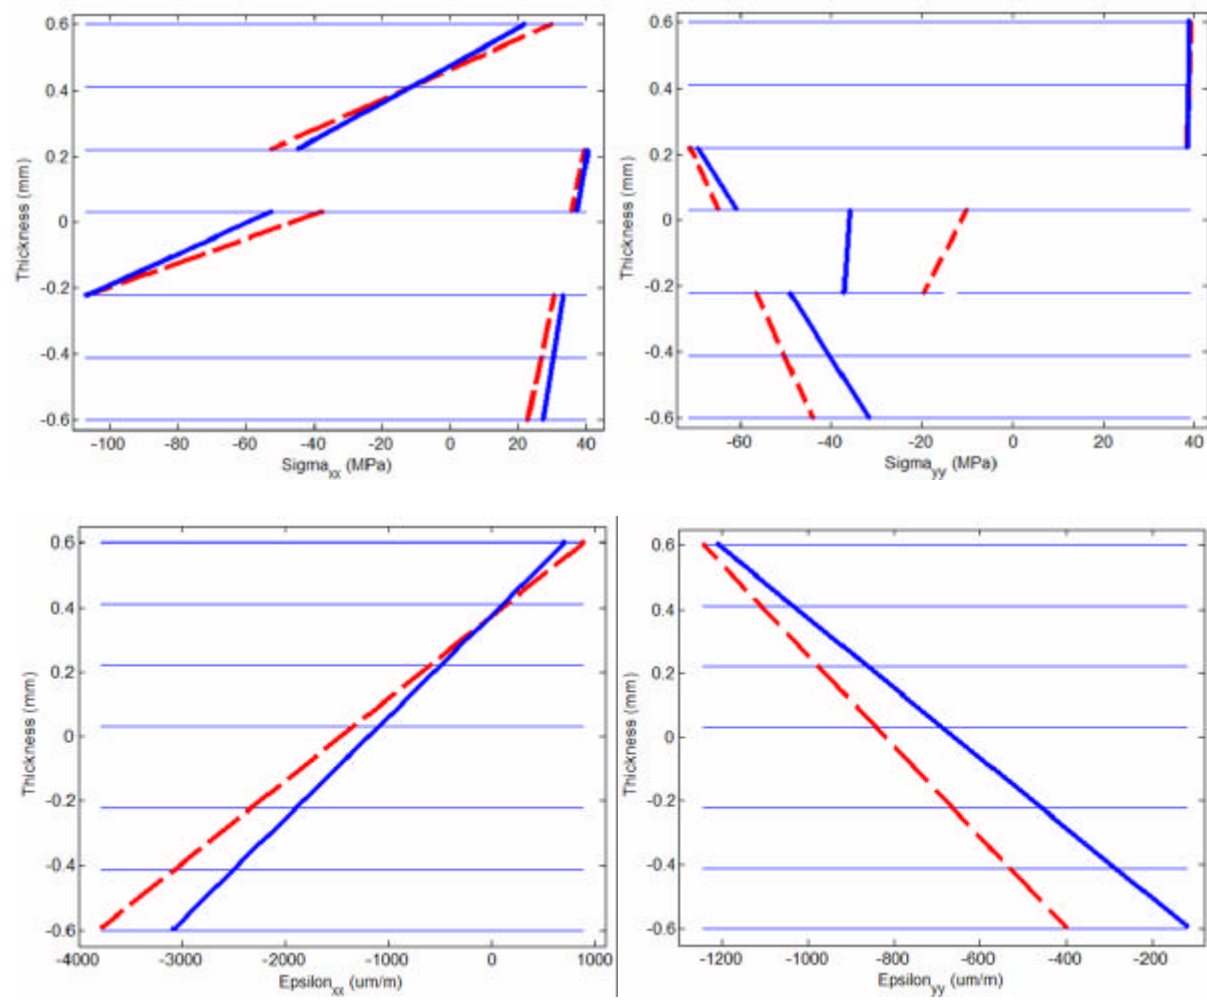 0.6
0.4
0.2
0
-0.2
-0.4
-0.6
Thickness (mm)
-100 -80 -60 -40 -20 0 20 40
Sigma_xx (MPa)
0.6
0.4
0.2
0
-0.2
-0.4
-0.6
Thickness (mm)
-60 -40 -20 0 20 40
Sigma_yy (MPa)
0.6
0.4
0.2
0
-0.2
-0.4
-0.6
Thickness (mm)
-4000 -3000 -2000 -1000 0 1000
Epsilon_xx (um/m)
0.6
0.4
0.2
0
-0.2
-0.4
-0.6
Thickness (mm)
-1200 -1000 -800 -600 -400 -200
Epsilon_yy (um/m)